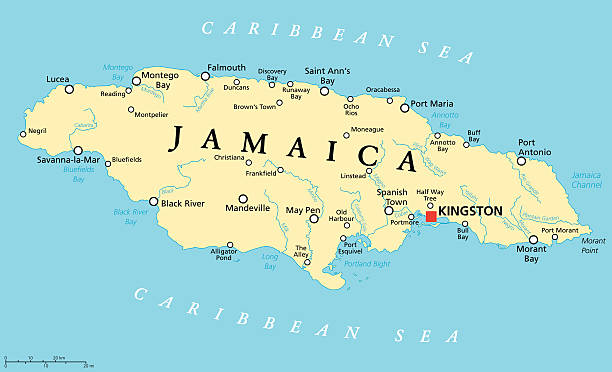 CARIBBEAN SEA
Montego
Bay
Lucea
Montego
Bay
Falmouth
Discovery
Bay
Saint Ann's
Bay
Reading
Duncans
Runaway
Bay
Oracabessa
Brown's Town
Ocho
Rios
Port Maria
Montpelier
Annotto
Bay
Negril
Moneague
Buff
Bay
JAMAICA
Annotto
Bay
Port
Antonio
Savanna-la-Mar
Bluefields
Christiana
Bluefields
Bay
Frankfield
Linstead
Jamaica
Channel
Black River
Mandeville
May Pen
Old
Harbour
Spanish
Town
Half Way
Tree
KINGSTON
Portmore
Black River
Bay
Morant
Bay
Port Morant
Morant
Point
Bull
Bay
Alligator
Pond
Long
Bay
The
Alley
Port
Esquivel
Portland Bight
CARIBBEAN SEA
0 10 20 km
0 10 20 m